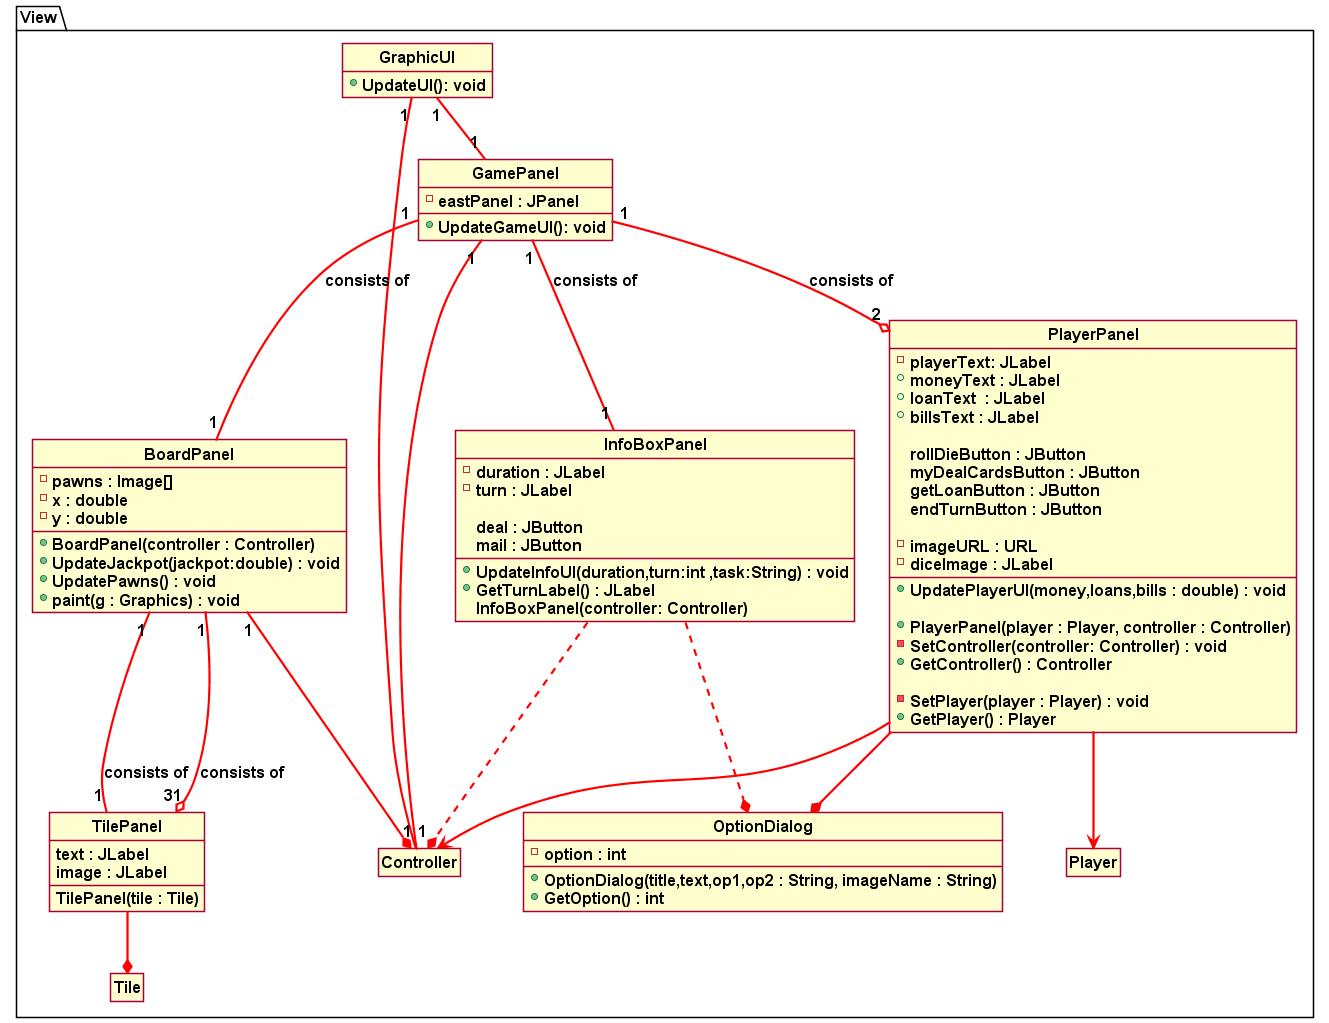 View
GraphicUI
UpdateUI(): void
1
1
1
GamePanel
eastPanel : JPanel
UpdateGameUI(): void
1
1
1
1
consists of
consists of
consists of
2
PlayerPanel
playerText: JLabel
moneyText : JLabel
loanText : JLabel
billsText : JLabel
rollDieButton : JButton
myDealCardsButton : JButton
getLoanButton : JButton
endTurnButton : JButton
imageURL : URL
diceImage : JLabel
UpdatePlayerUI(money,loans,bills : double) : void
PlayerPanel(player : Player, controller : Controller)
SetController(controller: Controller) : void
GetController() : Controller
SetPlayer(player : Player) : void
GetPlayer() : Player
1
1
BoardPanel
pawns : Image[]
x : double
y : double
BoardPanel(controller : Controller)
UpdateJackpot(jackpot:double) : void
UpdatePawns() : void
paint(g : Graphics) : void
InfoBoxPanel
duration : JLabel
turn : JLabel
deal : JButton
mail : JButton
UpdateInfoUI(duration,turn:int ,task:String) : void
GetTurnLabel() : JLabel
InfoBoxPanel(controller: Controller)
1
1
1
consists of
consists of
1
31
TilePanel
text : JLabel
image : JLabel
TilePanel(tile : Tile)
1
1
Controller
OptionDialog
option : int
OptionDialog(title,text,op1,op2 : String, imageName : String)
GetOption() : int
Player
Tile